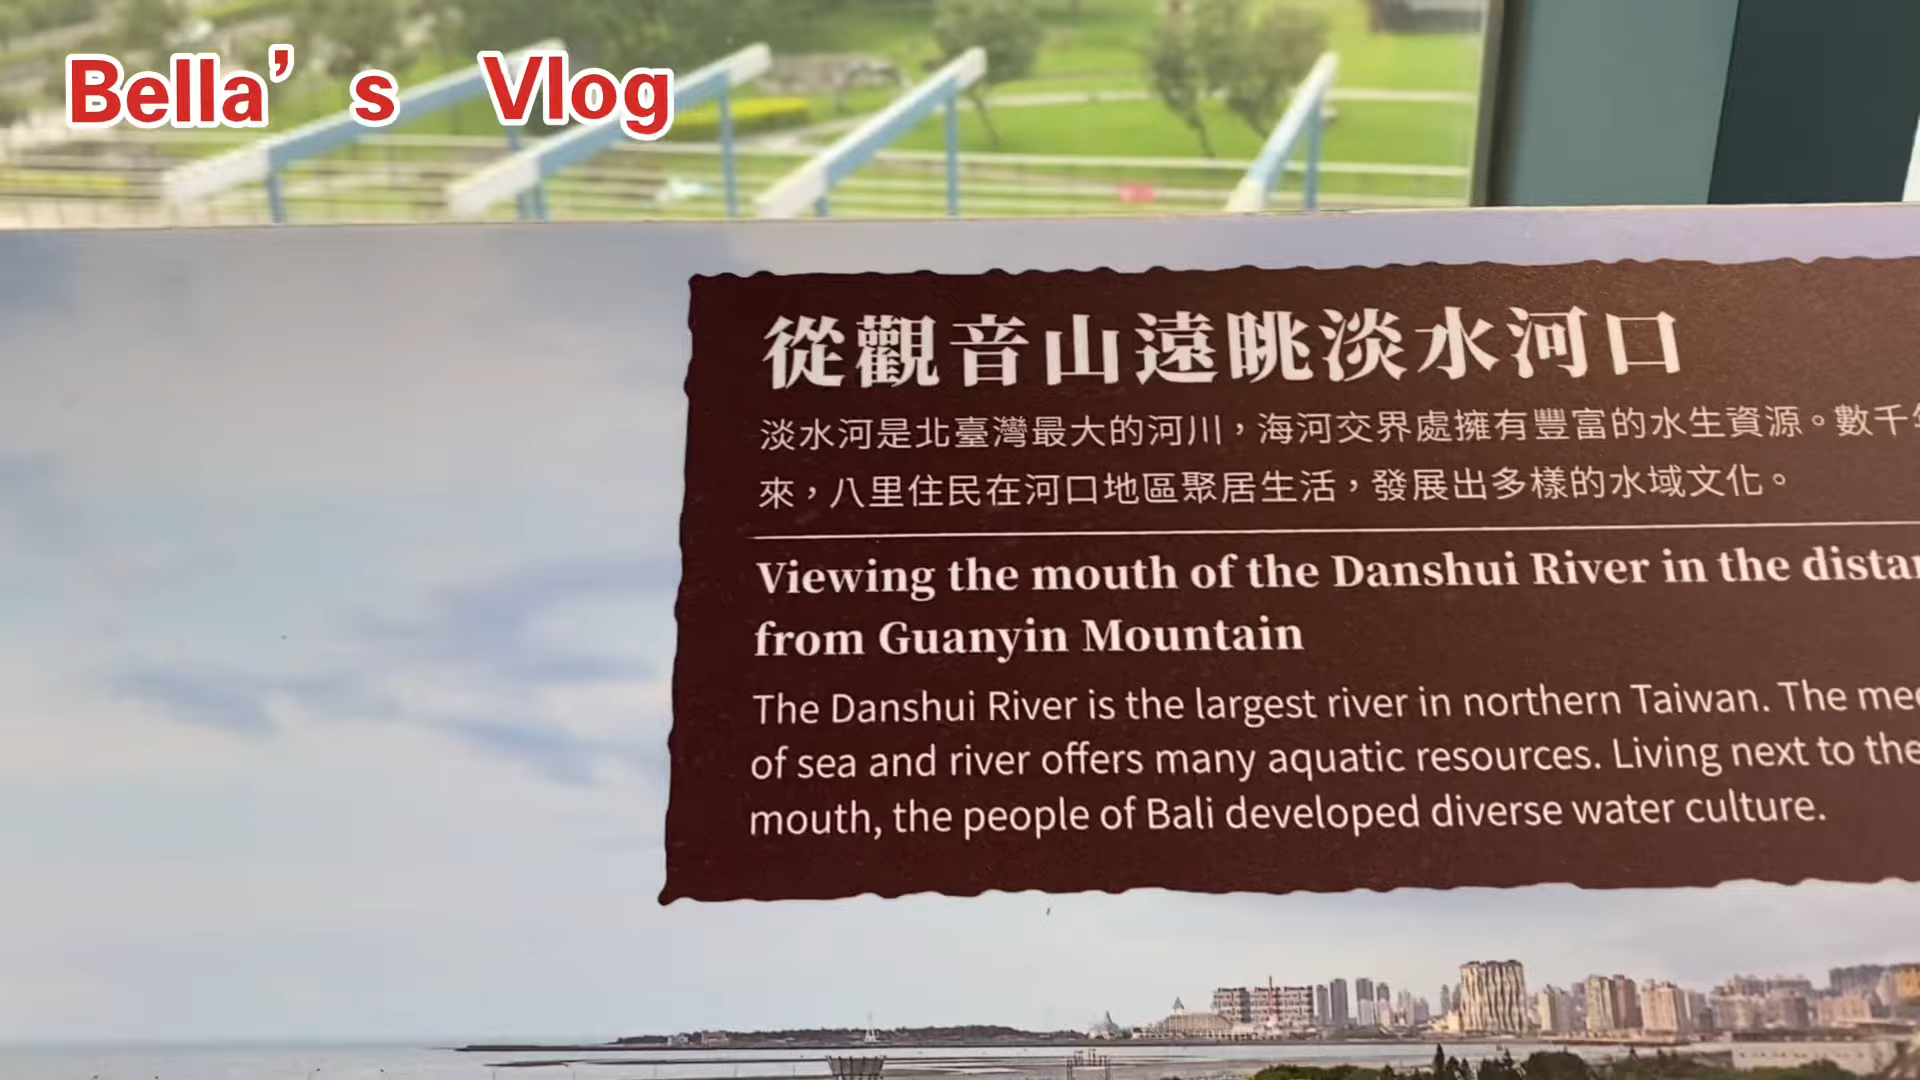 Bella’s Vlog
從觀音山遠眺淡水河口
淡水河是北臺灣最大的河川，海河交界處擁有豐富的水生資源。數千
來，八里住民在河口地區聚居生活，發展出多樣的水域文化。
Viewing the mouth of the Danshui River in the
from Guanyin Mountain
The Danshui River is the largest river in northern Taiwan. The
of sea and river offers many aquatic resources. Living next to the
mouth, the people of Bali developed diverse water culture.